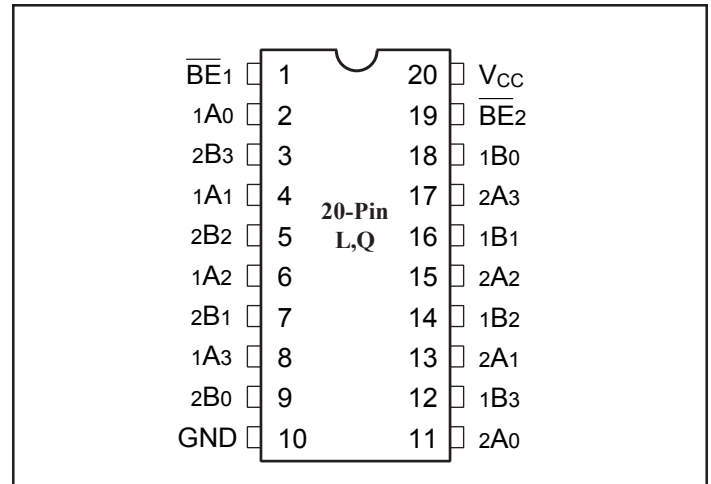 B̅E̅1 1 20 VCC
1A0 2 19 B̅E̅2
2B3 3 18 1B0
1A1 4 17 2A3
20-Pin
2B2 5 L,Q 16 1B1
1A2 6 15 2A2
2B1 7 14 1B2
1A3 8 13 2A1
2B0 9 12 1B3
GND 10 11 2A0